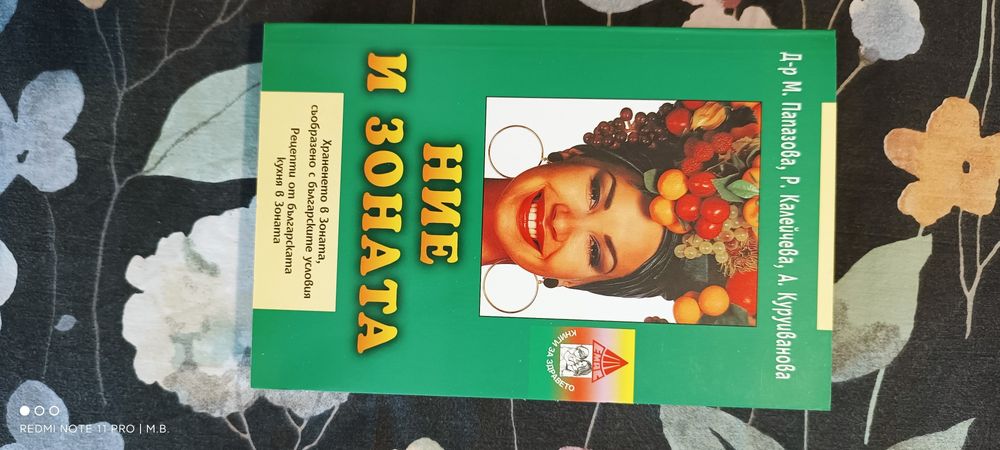 Д-р М. Папазова, Р. Калейчева, А. Куруиванова
ЕМАС
КНИГИ ЗА ЗДРАВЕТО
НИЕ
И ЗОНАТА
Храненето в Зоната,
съобразено с българските условия
Рецепти от българската
кухня в Зоната
REDMI NOTE 11 PRO | M.B.